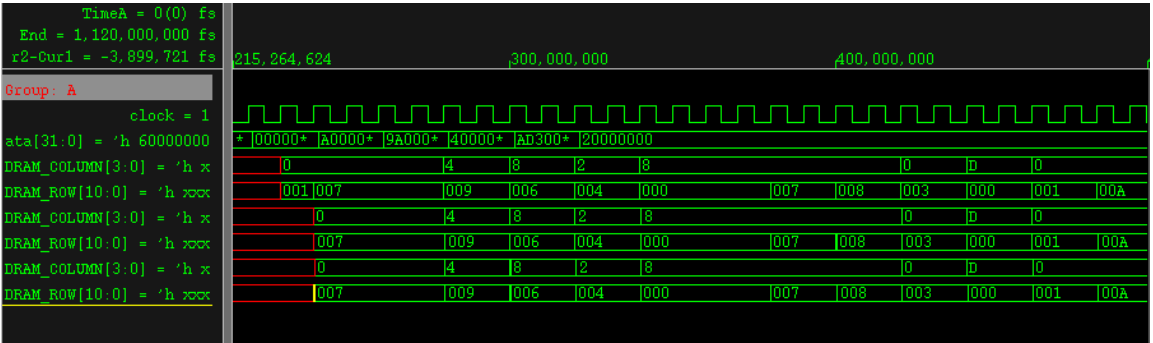 TimeA = 0(0) fs
End = 1,120,000,000 fs
r2-Cur1 = -3,899,721 fs 215,264,624 300,000,000 400,000,000
Group: A
clock = 1
ata[31:0] = 'h 60000000 * 00000* A0000* 9A000* 40000* AD300* 20000000
DRAM_COLUMN[3:0] = 'h x 0 4 8 2 8 0 D 0
DRAM_ROW[10:0] = 'h xxx 001 007 009 006 004 000 007 008 003 000 001 00A
DRAM_COLUMN[3:0] = 'h x 0 4 8 2 8 0 D 0
DRAM_ROW[10:0] = 'h xxx 007 009 006 004 000 007 008 003 000 001 00A
DRAM_COLUMN[3:0] = 'h x 0 4 8 2 8 0 D 0
DRAM_ROW[10:0] = 'h xxx 007 009 006 004 000 007 008 003 000 001 00A